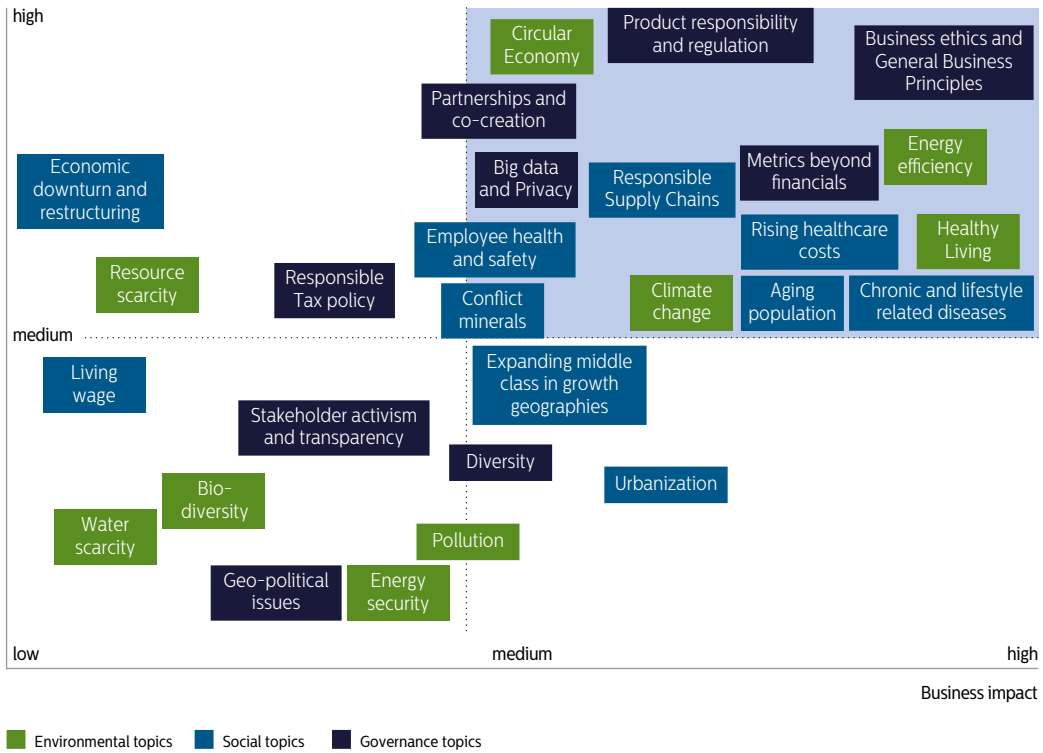 high
Circular
Economy
Product responsibility
and regulation
Business ethics and
General Business
Principles
Partnerships and
co-creation
Economic
downturn and
restructuring
Big data
and Privacy
Responsible
Supply Chains
Metrics beyond
financials
Energy
efficiency
Employee health
and safety
Rising healthcare
costs
Healthy
Living
Resource
scarcity
Responsible
Tax policy
Conflict
minerals
Climate
change
Aging
population
Chronic and lifestyle
related diseases
medium
Living
wage
Expanding middle
class in growth
geographies
Stakeholder activism
and transparency
Diversity
Urbanization
Bio-
diversity
Water
scarcity
Pollution
Geo-political
issues
Energy
security
low
medium
high
Business impact
Environmental topics
Social topics
Governance topics